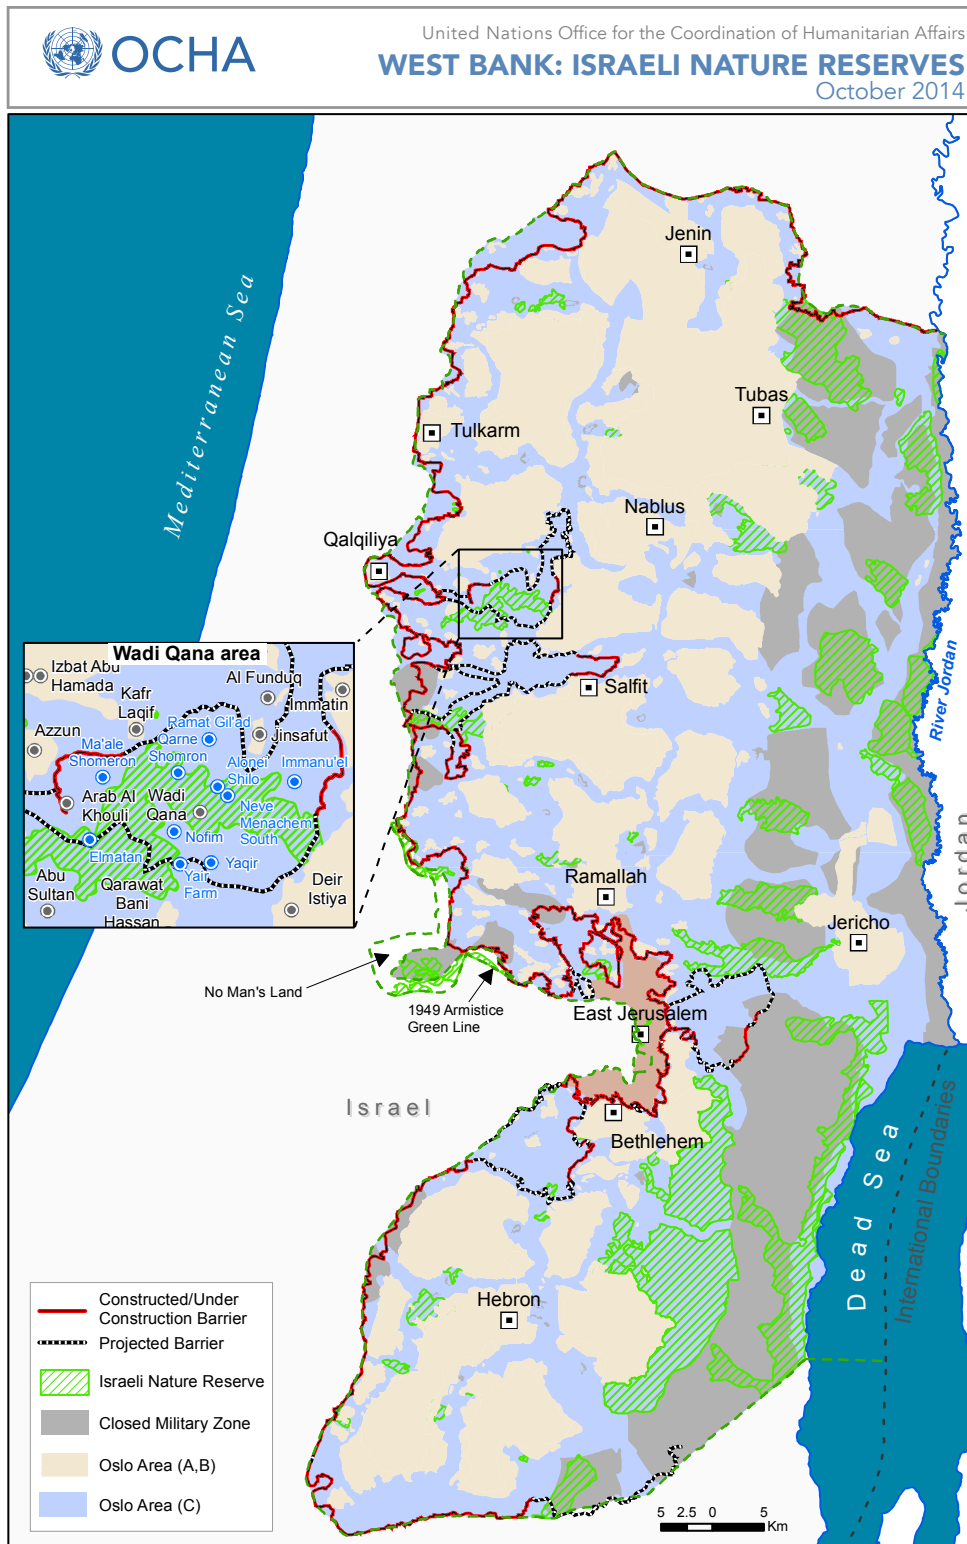 OCHA
United Nations Office for the Coordination of Humanitarian Affairs
WEST BANK: ISRAELI NATURE RESERVES
October 2014
Mediterranean Sea
Jenin
Tubas
Tulkarm
Nablus
Qalqiliya
Salfit
River Jordan
Jordan
Wadi Qana area
Izbat Abu
Hamada
Al Funduq
Kafr
Laqif
Immatin
Ramat Gil'ad
Azzun
Qarne
Shomron
Jinsafut
Ma'ale
Shomeron
Alonei
Shilo
Immanu'el
Arab Al
Khouli
Wadi
Qana
Neve
Menachem
South
Nofim
Elmatan
Yaqir
Yair
Farm
Abu
Sultan
Qarawat
Bani
Hassan
Deir
Istiya
Ramallah
Jericho
No Man's Land
1949 Armistice
Green Line
East Jerusalem
Israel
Bethlehem
Dead Sea
International Boundaries
Hebron
Constructed/Under
Construction Barrier
Projected Barrier
Israeli Nature Reserve
Closed Military Zone
Oslo Area (A,B)
Oslo Area (C)
5 2.5 0 5
Km